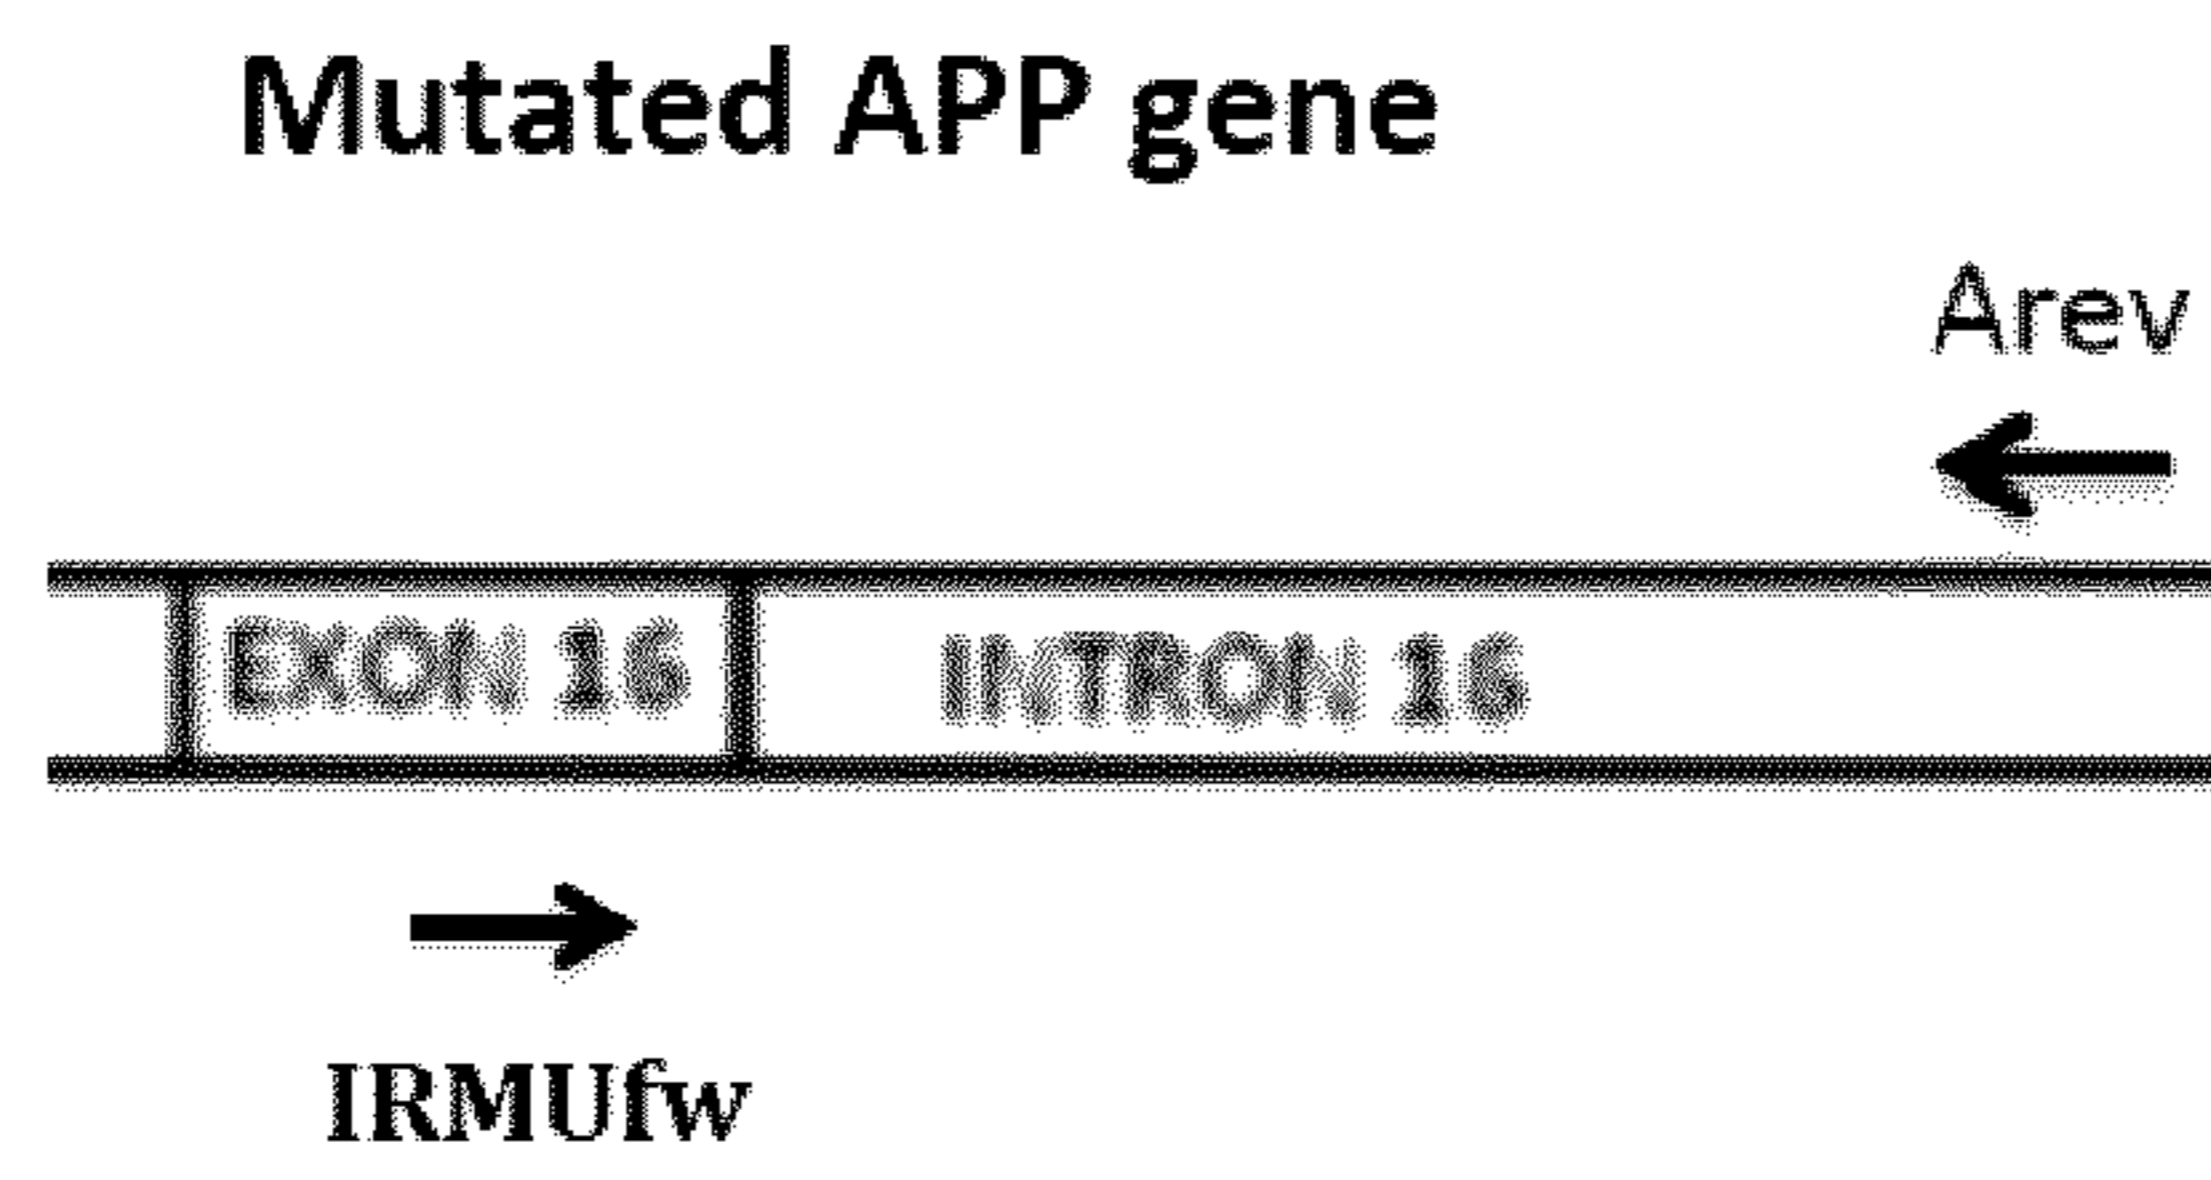 Mutated APP gene
Arev
EXON 16
INTRON 16
IRMUfw